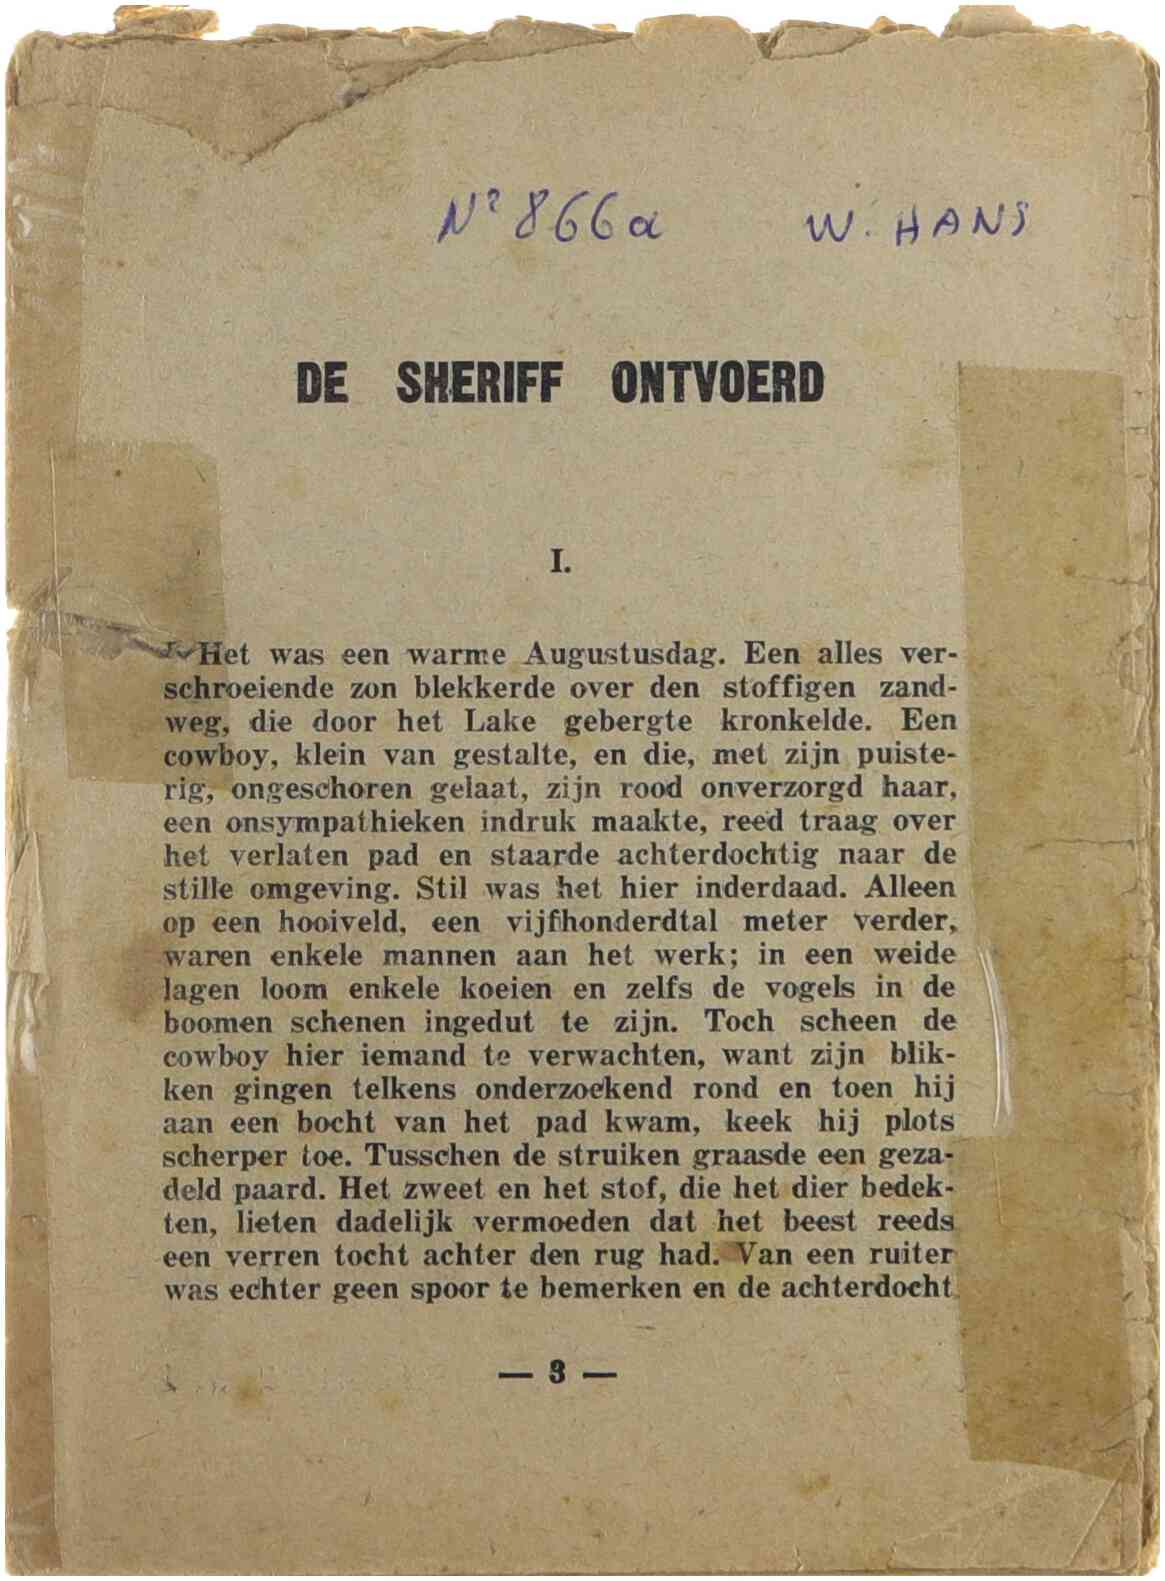 Nº 866a W. HANS
DE SHERIFF ONTVOERD
I.
Het was een warme Augustusdag. Een alles ver-
schroeiende zon blekkerde over den stoffigen zand-
weg, die door het Lake gebergte kronkelde. Een
cowboy, klein van gestalte, en die, met zijn puiste-
rig, ongeschoren gelaat, zijn rood onverzorgd haar,
een onsympathieken indruk maakte, reed traag over
het verlaten pad en staarde achterdochtig naar de
stille omgeving. Stil was het hier inderdaad. Alleen
op een hooiveld, een vijfhonderdtal meter verder,
waren enkele mannen aan het werk; in een weide
lagen loom enkele koeien en zelfs de vogels in de
boomen schenen ingedut te zijn. Toch scheen de
cowboy hier iemand te verwachten, want zijn blik-
ken gingen telkens onderzoekend rond en toen hij
aan een bocht van het pad kwam, keek hij plots
scherper toe. Tusschen de struiken graasde een geza-
deld paard. Het zweet en het stof, die het dier bedek-
ten, lieten dadelijk vermoeden dat het beest reeds
een verren tocht achter den rug had. Van een ruiter
was echter geen spoor te bemerken en de achterdocht
— 3 —